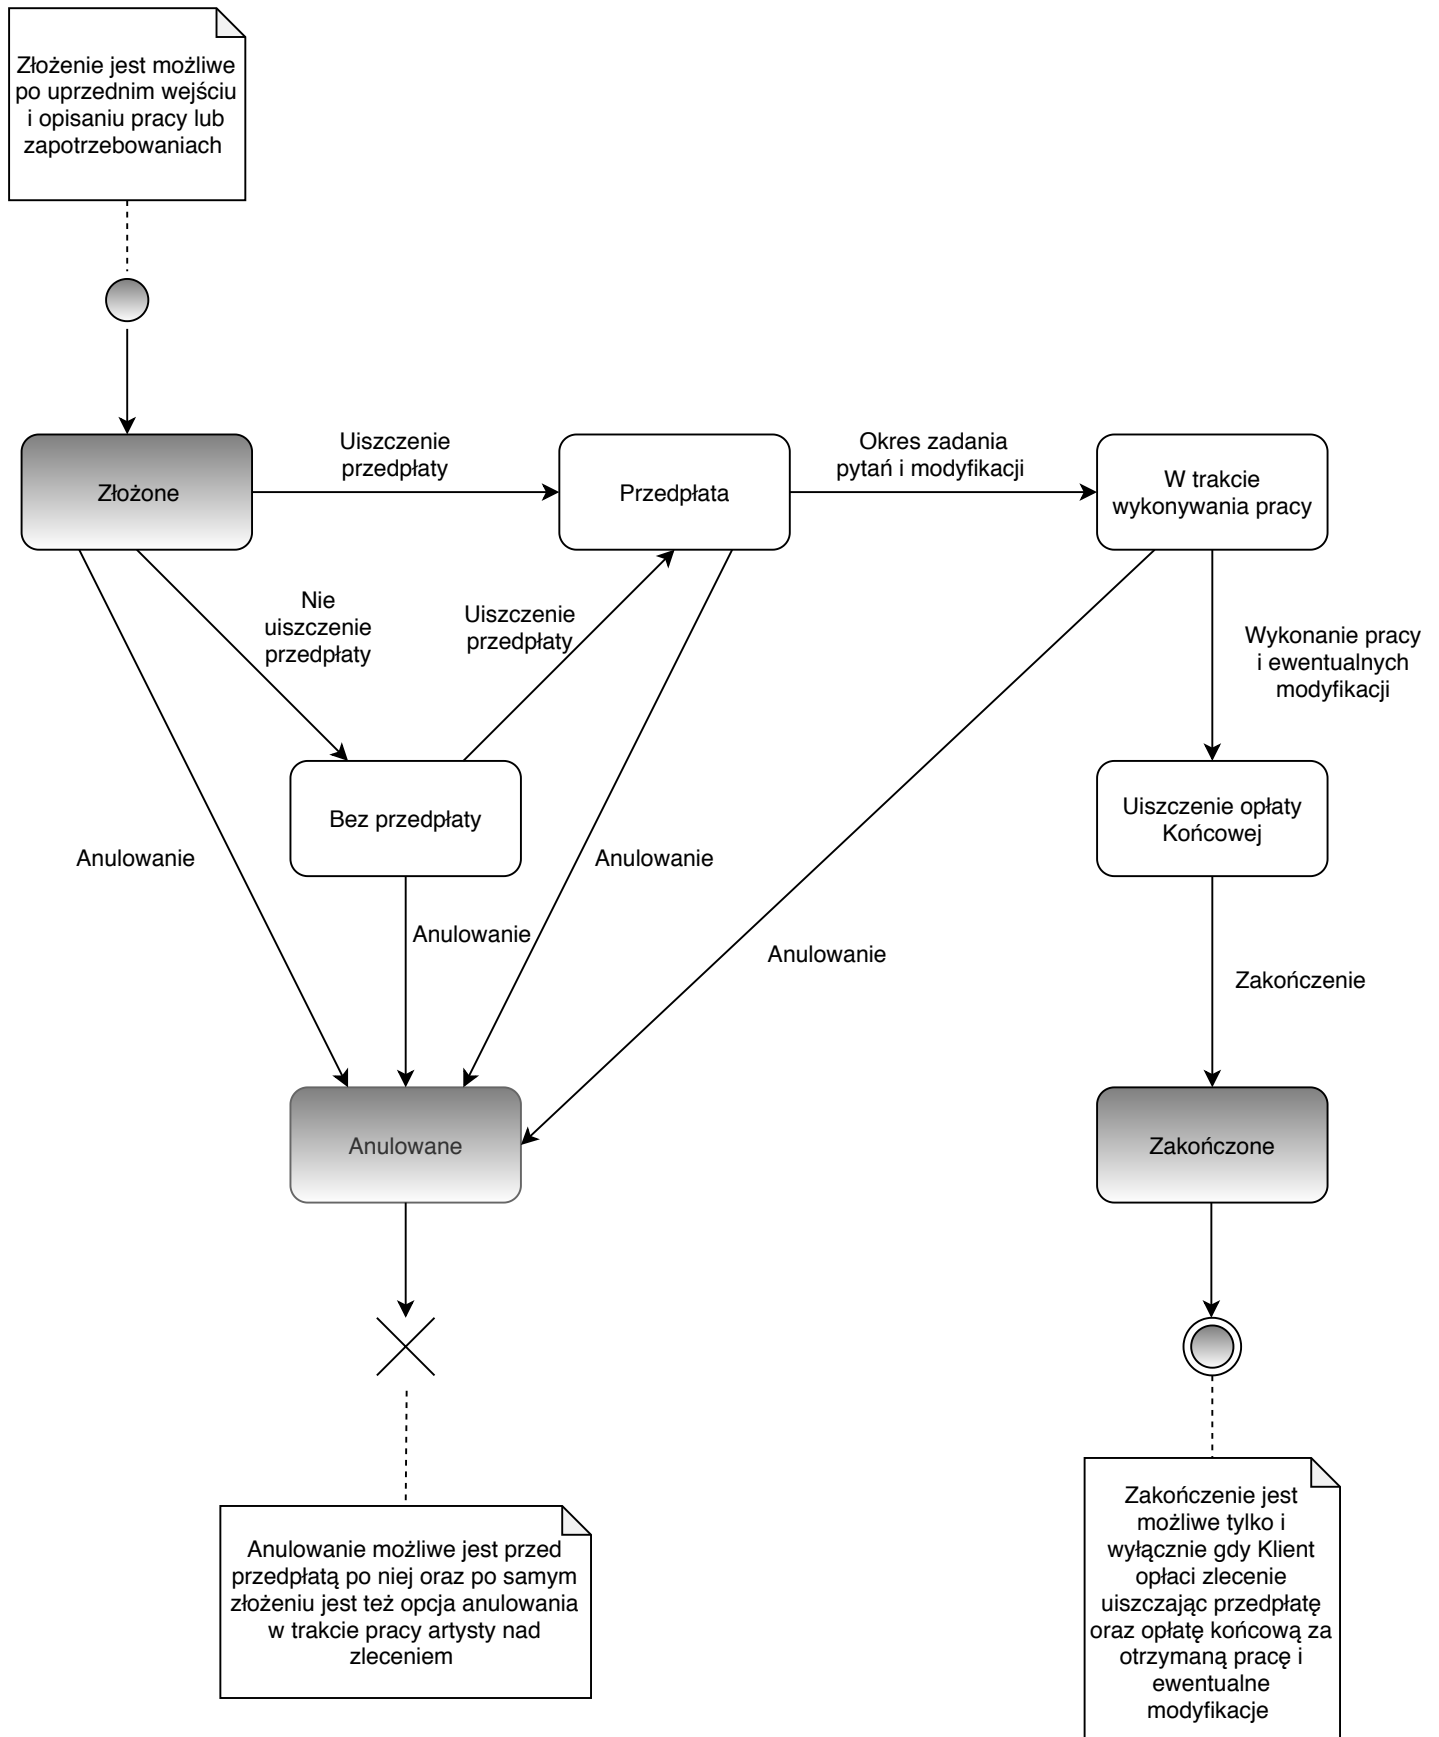 Złożenie jest możliwe
po uprzednim wejściu
i opisaniu pracy lub
zapotrzebowaniach
Złożone
Uiszczenie
przedpłaty
Przedpłata
Okres zadania
pytań i modyfikacji
W trakcie
wykonywania pracy
Nie
uiszczenie
przedpłaty
Uiszczenie
przedpłaty
Wykonanie pracy
i ewentualnych
modyfikacji
Bez przedpłaty
Uiszczenie opłaty
Końcowej
Anulowanie
Anulowanie
Anulowanie
Anulowanie
Zakończenie
Anulowane
Zakończone
Anulowanie możliwe jest przed
przedpłatą po niej oraz po samym
złożeniu jest też opcja anulowania
w trakcie pracy artysty nad
zleceniem
Zakończenie jest
możliwe tylko i
wyłącznie gdy Klient
opłaci zlecenie
uiszczając przedpłatę
oraz opłatę końcową za
otrzymaną pracę i
ewentualne
modyfikacje